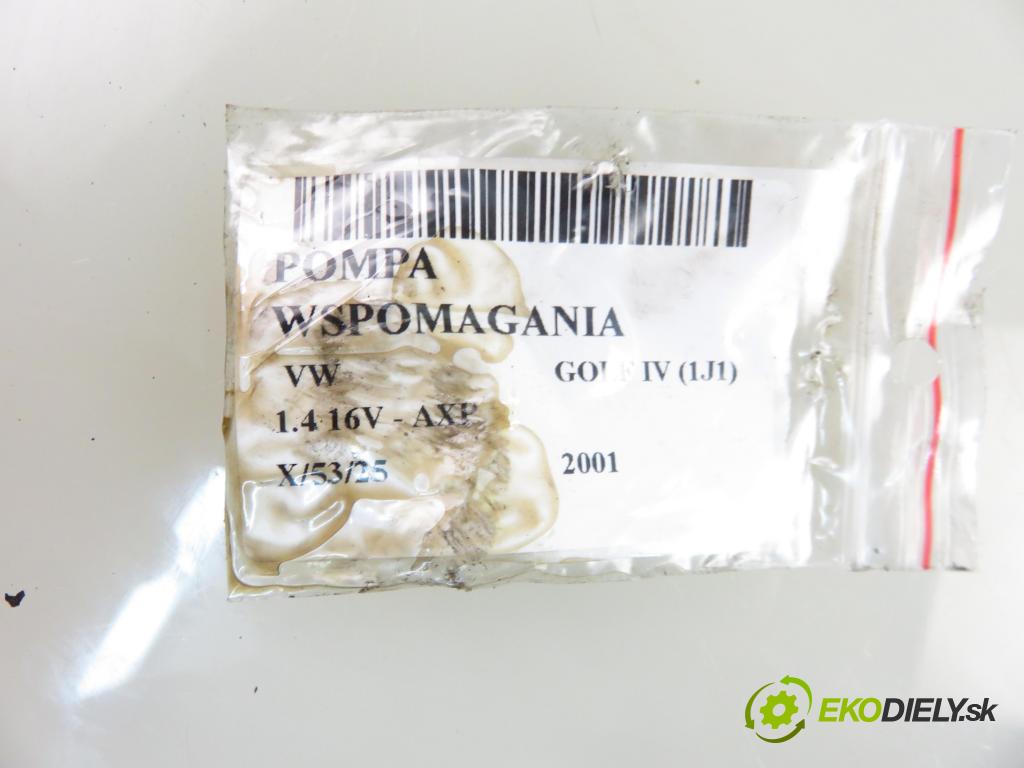 POMPA
WSPOMAGANIA
VW GOLF IV (1J1)
1.4 16V - AXP
X/53/25 2001
EKODIELY.sk